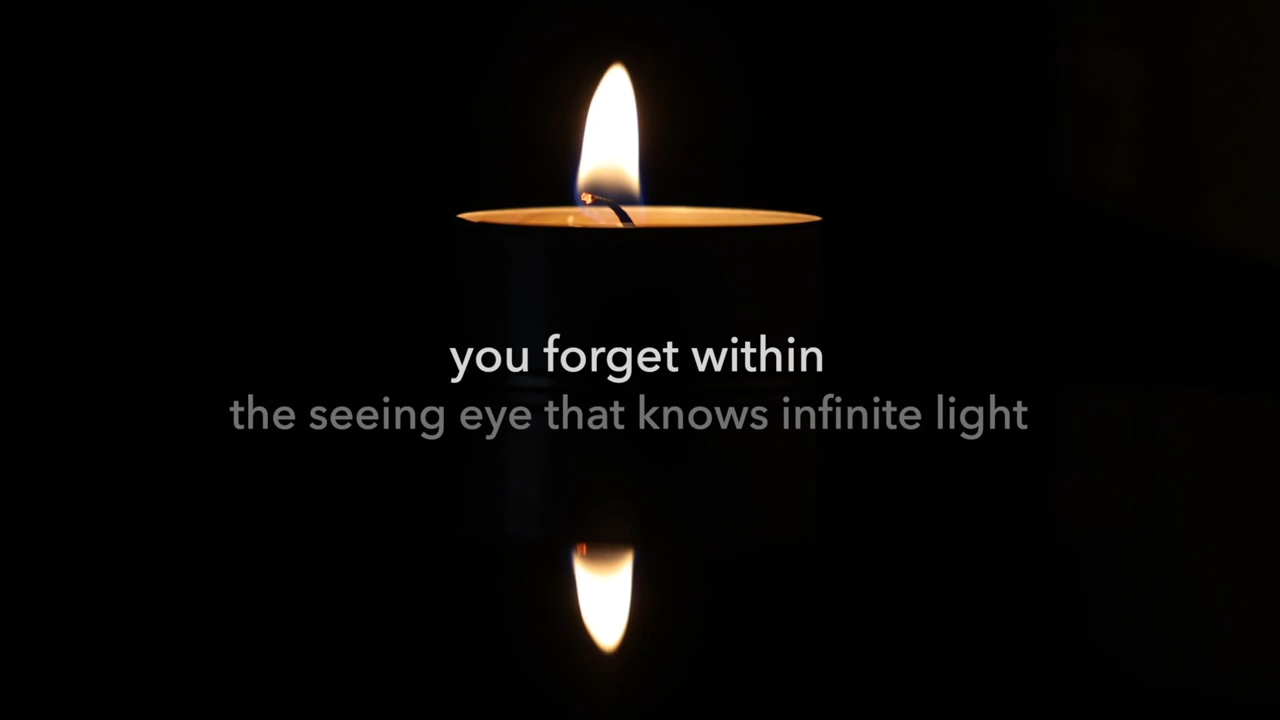 you forget within
the seeing eye that knows infinite light